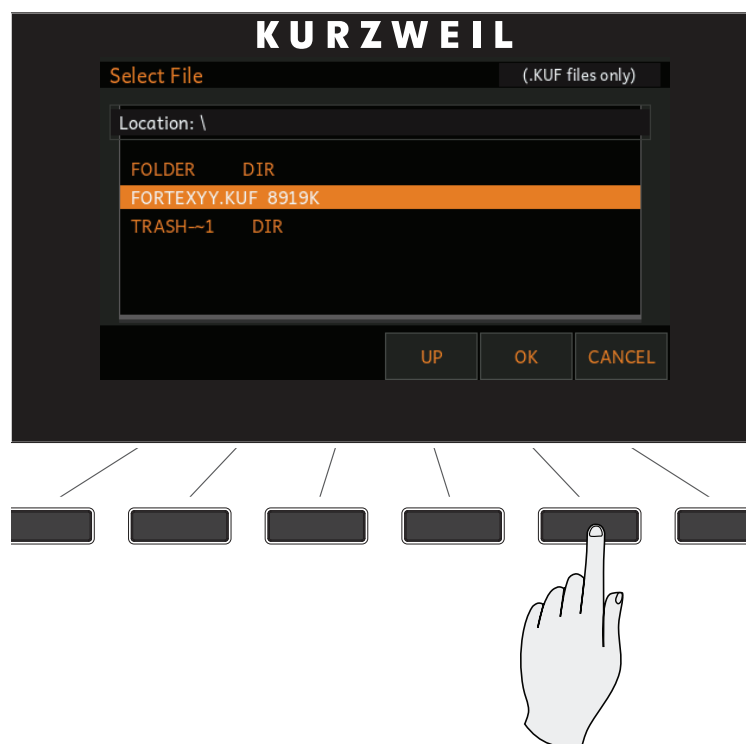 KURZWEIL
Select File (.KUF files only)
Location: \
FOLDER DIR
FORTEXYY.KUF 8919K
TRASH-~1 DIR
UP OK CANCEL